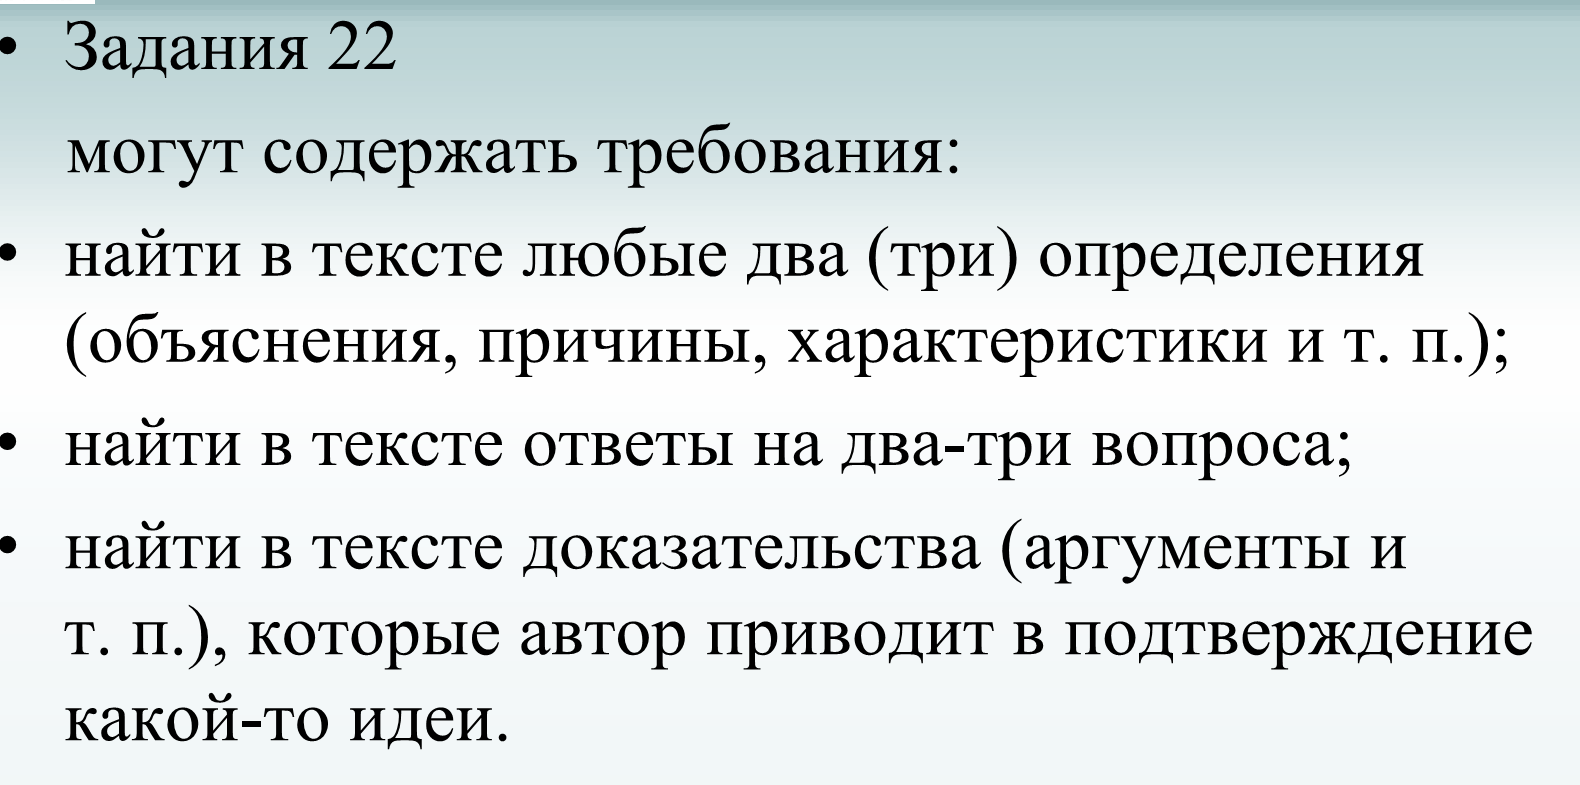 • Задания 22
могут содержать требования:
• найти в тексте любые два (три) определения
(объяснения, причины, характеристики и т. п.);
• найти в тексте ответы на два-три вопроса;
• найти в тексте доказательства (аргументы и
т. п.), которые автор приводит в подтверждение
какой-то идеи.